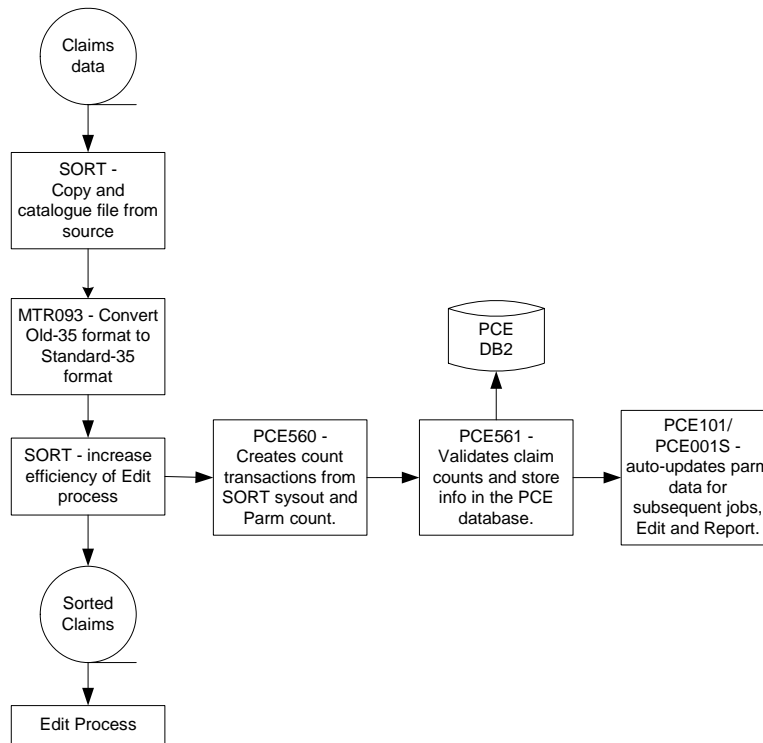 Claims
data
SORT -
Copy and
catalogue file from
source
MTR093 - Convert
Old-35 format to
Standard-35
format
PCE
DB2
SORT - increase
efficiency of Edit
process
PCE560 -
Creates count
transactions from
SORT sysout and
Parm count.
PCE561 -
Validates claim
counts and store
info in the PCE
database.
PCE101/
PCE001S -
auto-updates parm
data for
subsequent jobs,
Edit and Report.
Sorted
Claims
Edit Process